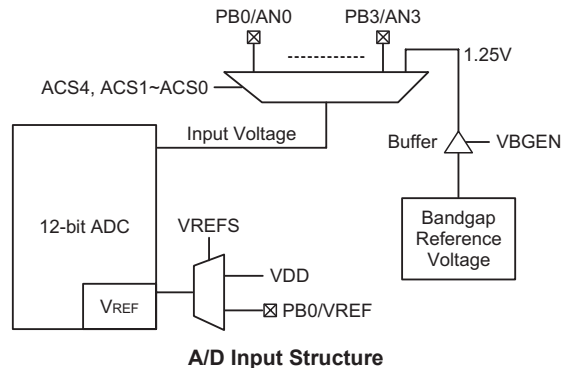 PB0/AN0 PB3/AN3
1.25V
ACS4, ACS1~ACS0
Input Voltage
Buffer VBGEN
12-bit ADC
Bandgap
Reference
Voltage
VREFS
VDD
VREF
PB0/VREF
A/D Input Structure